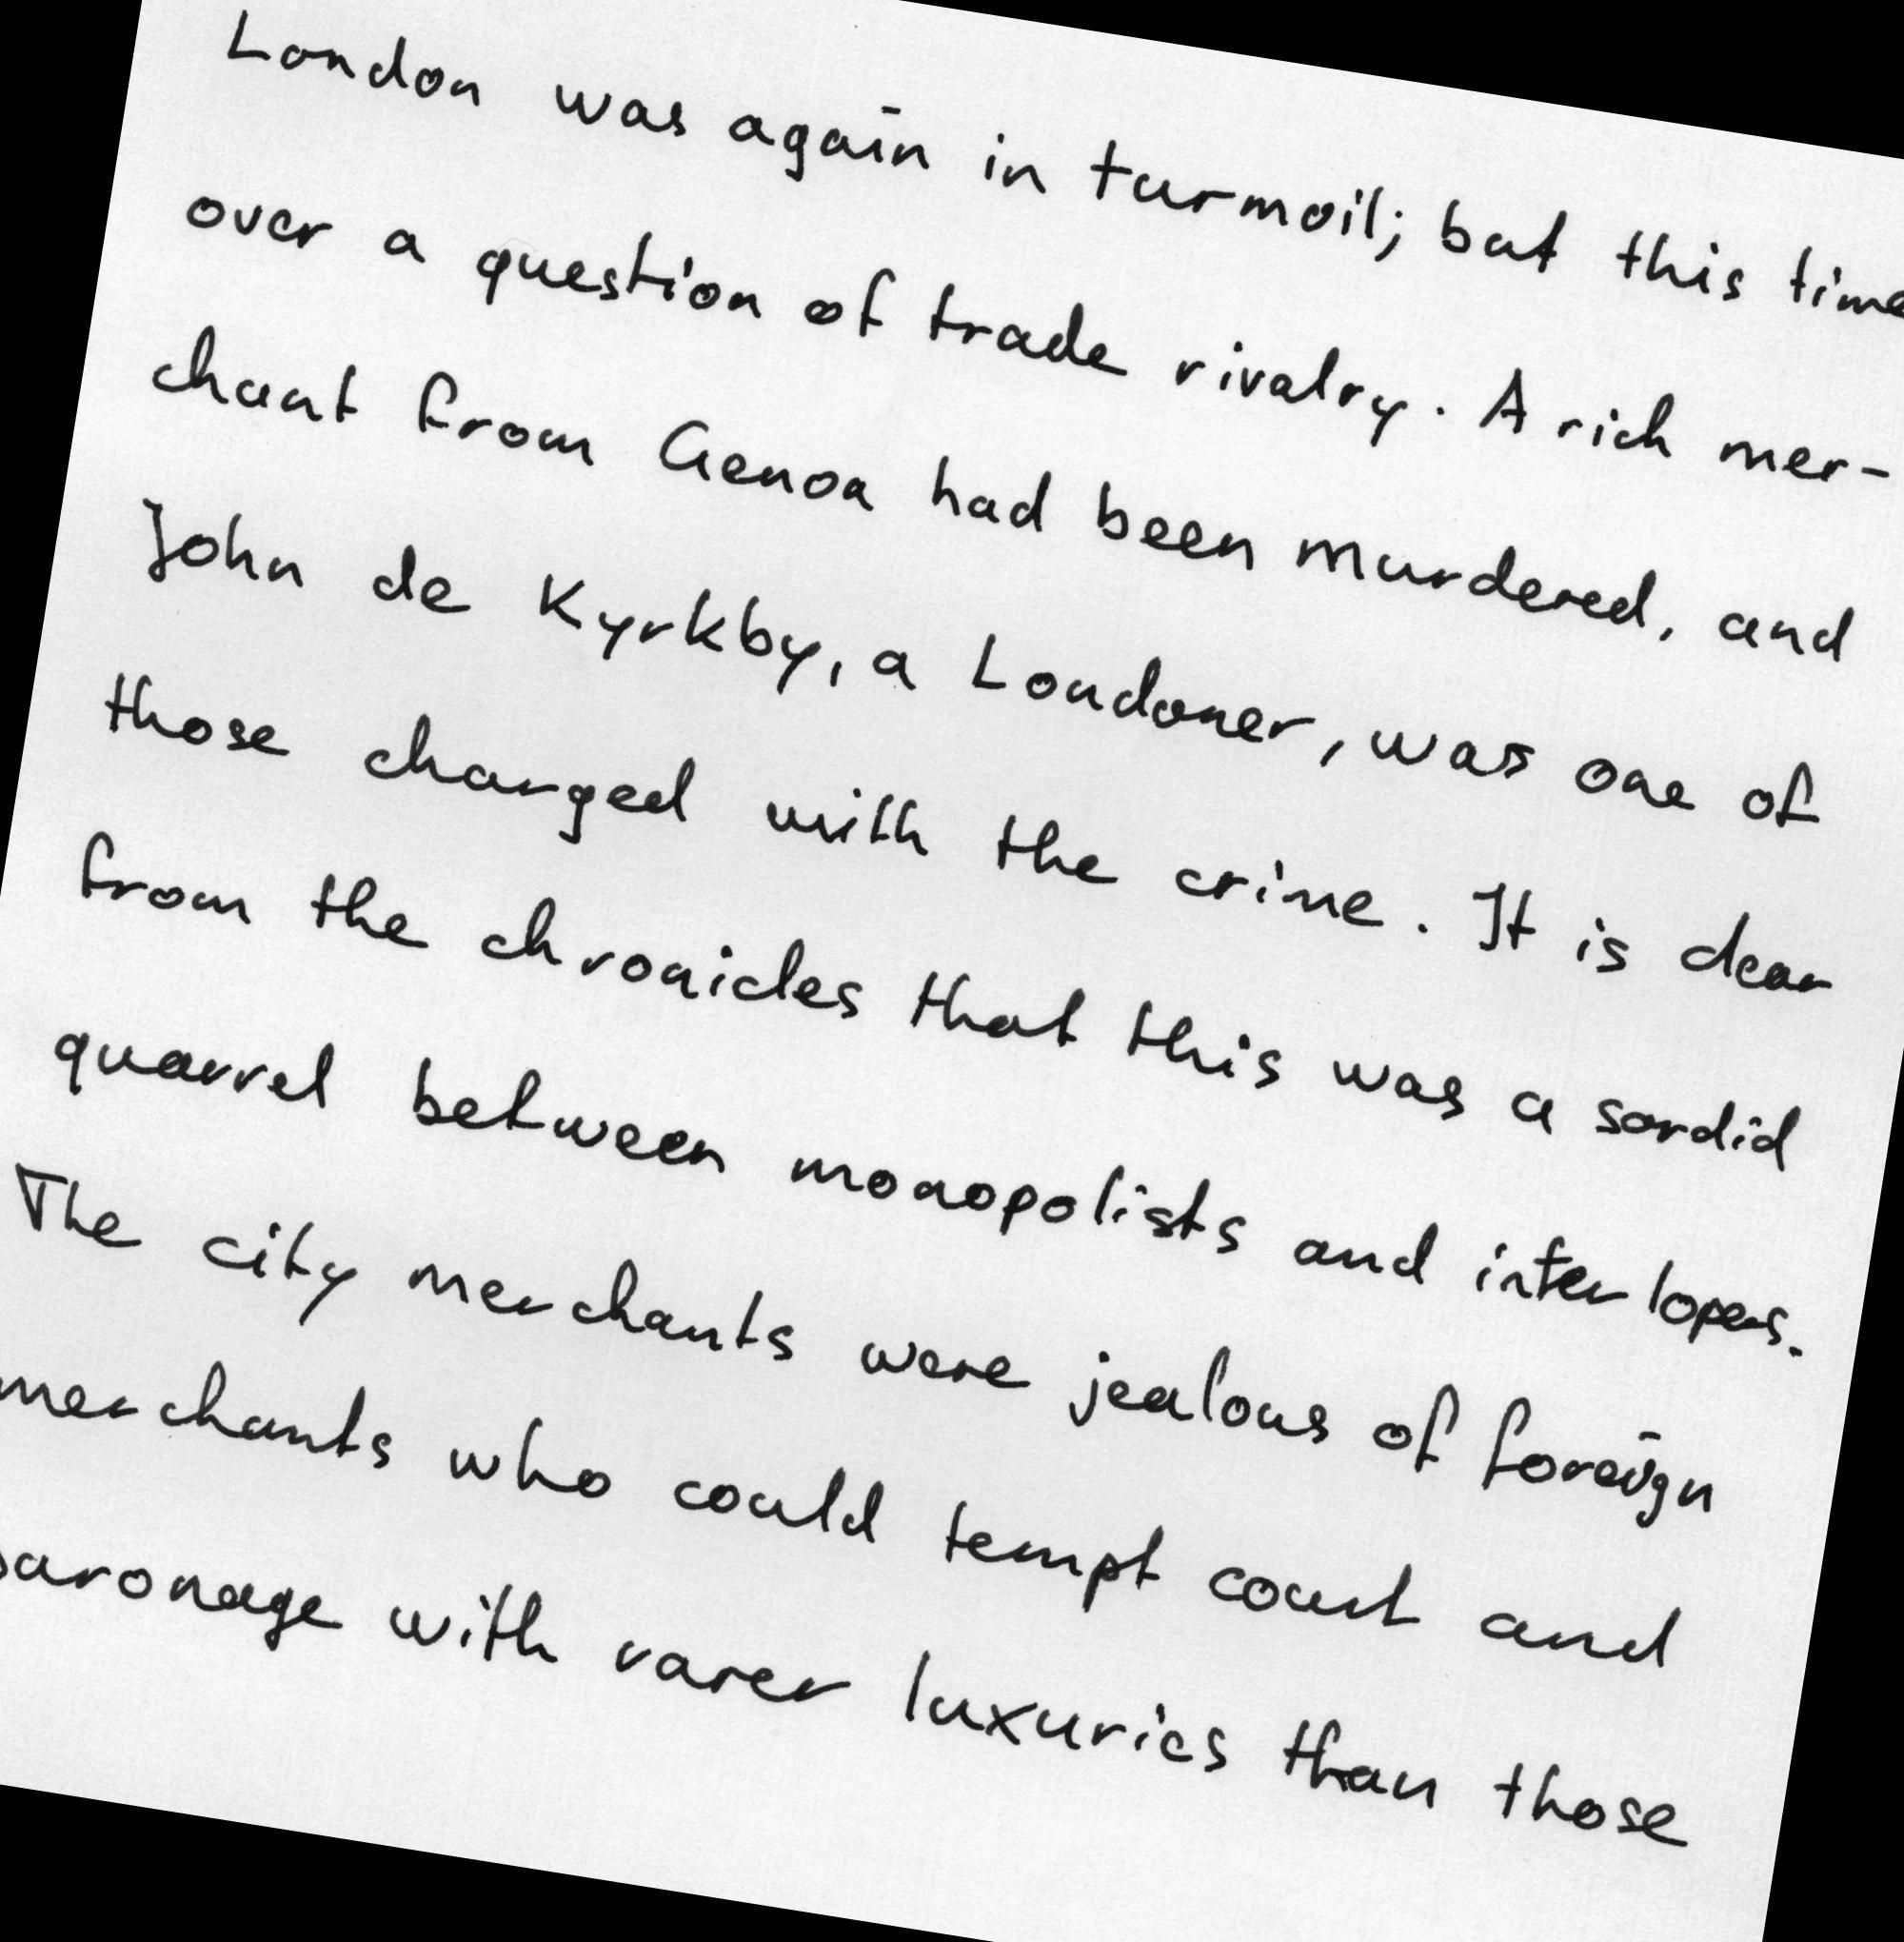 London was again in turmoil; but this time
over a question of trade rivalry. A rich mer-
chant from Genoa had been murdered, and
John de Kyrkby, a Londoner, was one of
those charged with the crime. It is clear
from the chronicles that this was a sordid
quarrel between monopolists and interlopers.
The city merchants were jealous of foreign
merchants who could tempt court and
baronage with rarer luxuries than those